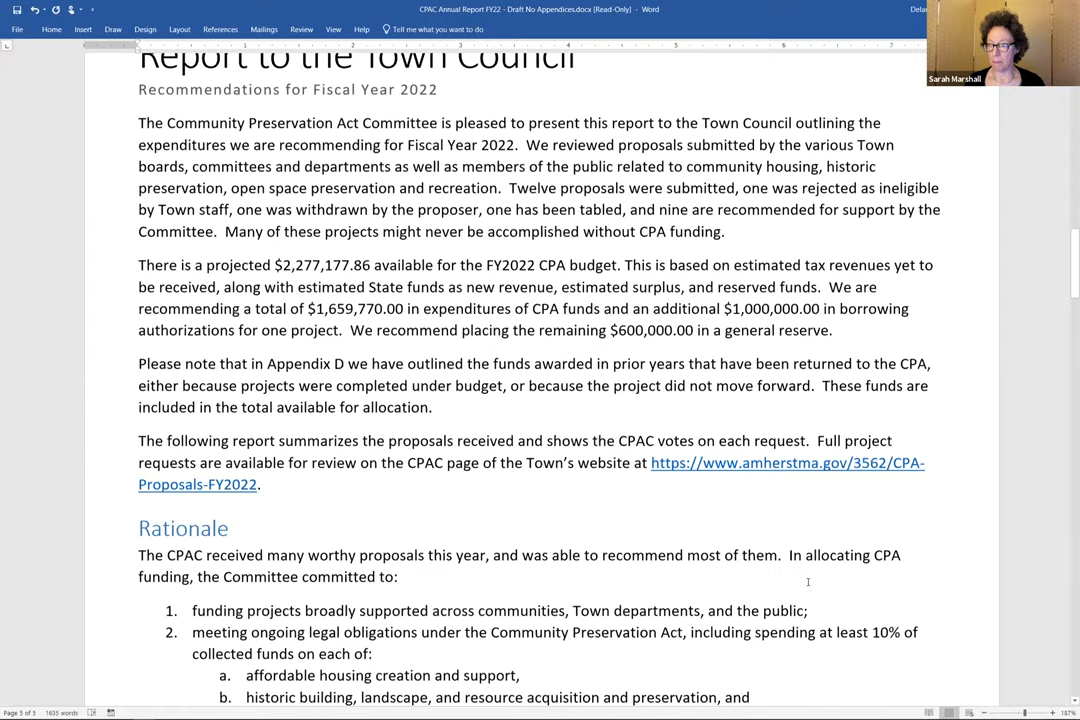 CPAC Annual Report FY22 - Draft No Appendices.docx [Read-Only] - Word
File Home Insert Draw Design Layout References Mailings Review View Help Tell me what you want to do
Sarah Marshall
1 2 3 4 5 6 7
Report to the Town Council
Recommendations for Fiscal Year 2022
The Community Preservation Act Committee is pleased to present this report to the Town Council outlining the
expenditures we are recommending for Fiscal Year 2022. We reviewed proposals submitted by the various Town
boards, committees and departments as well as members of the public related to community housing, historic
preservation, open space preservation and recreation. Twelve proposals were submitted, one was rejected as ineligible
by Town staff, one was withdrawn by the proposer, one has been tabled, and nine are recommended for support by the
Committee. Many of these projects might never be accomplished without CPA funding.
There is a projected $2,277,177.86 available for the FY2022 CPA budget. This is based on estimated tax revenues yet to
be received, along with estimated State funds as new revenue, estimated surplus, and reserved funds. We are
recommending a total of $1,659,770.00 in expenditures of CPA funds and an additional $1,000,000.00 in borrowing
authorizations for one project. We recommend placing the remaining $600,000.00 in a general reserve.
Please note that in Appendix D we have outlined the funds awarded in prior years that have been returned to the CPA,
either because projects were completed under budget, or because the project did not move forward. These funds are
included in the total available for allocation.
The following report summarizes the proposals received and shows the CPAC votes on each request. Full project
requests are available for review on the CPAC page of the Town's website at https://www.amherstma.gov/3562/CPA-
Proposals-FY2022.
Rationale
The CPAC received many worthy proposals this year, and was able to recommend most of them. In allocating CPA
funding, the Committee committed to:
1. funding projects broadly supported across communities, Town departments, and the public;
2. meeting ongoing legal obligations under the Community Preservation Act, including spending at least 10% of
collected funds on each of:
a. affordable housing creation and support,
b. historic building, landscape, and resource acquisition and preservation, and
Page 5 of 5 1635 words 187%